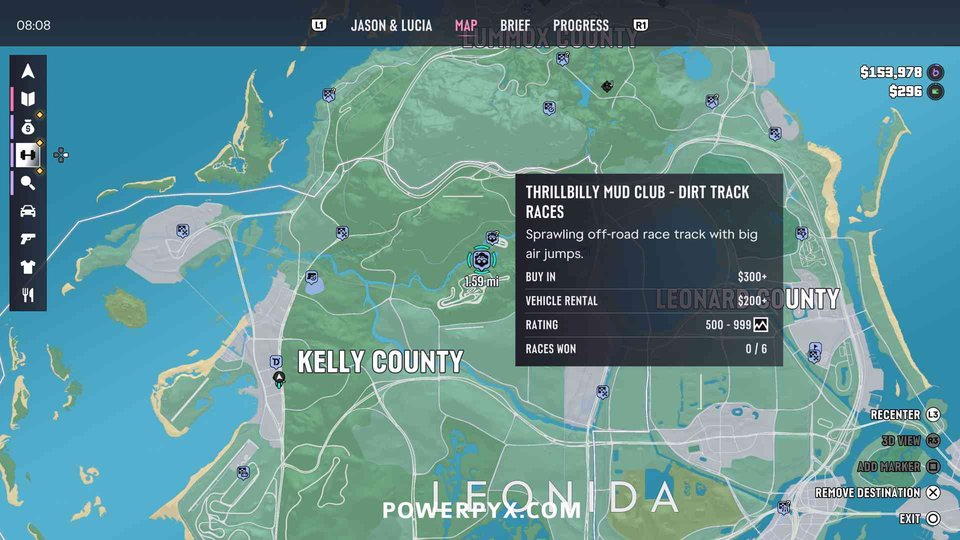 08:08
L1 JASON & LUCIA MAP BRIEF PROGRESS R1
LUMMOX COUNTY
$153,978
$296
THRILLBILLY MUD CLUB - DIRT TRACK
RACES
Sprawling off-road race track with big
air jumps.
BUY IN $300+
VEHICLE RENTAL $200+
RATING 500 - 999
RACES WON 0 / 6
1.59 mi
LEONARD COUNTY
KELLY COUNTY
RECENTER L3
3D VIEW R3
ADD MARKER
REMOVE DESTINATION
EXIT
LEONIDA
POWERPYX.COM